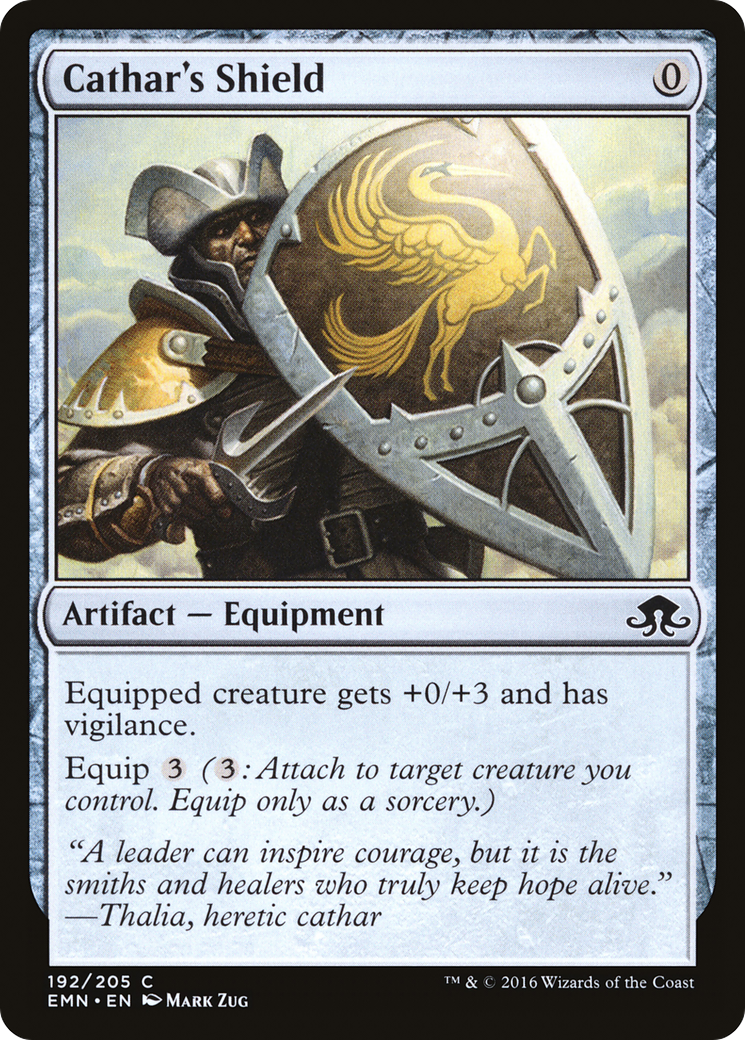 Cathar's Shield 0
Artifact — Equipment
Equipped creature gets +0/+3 and has
vigilance.
Equip 3 (3: Attach to target creature you
control. Equip only as a sorcery.)
“A leader can inspire courage, but it is the
smiths and healers who truly keep hope alive.”
—Thalia, heretic cathar
192/205 C
EMN • EN Mark Zug
™ & © 2016 Wizards of the Coast